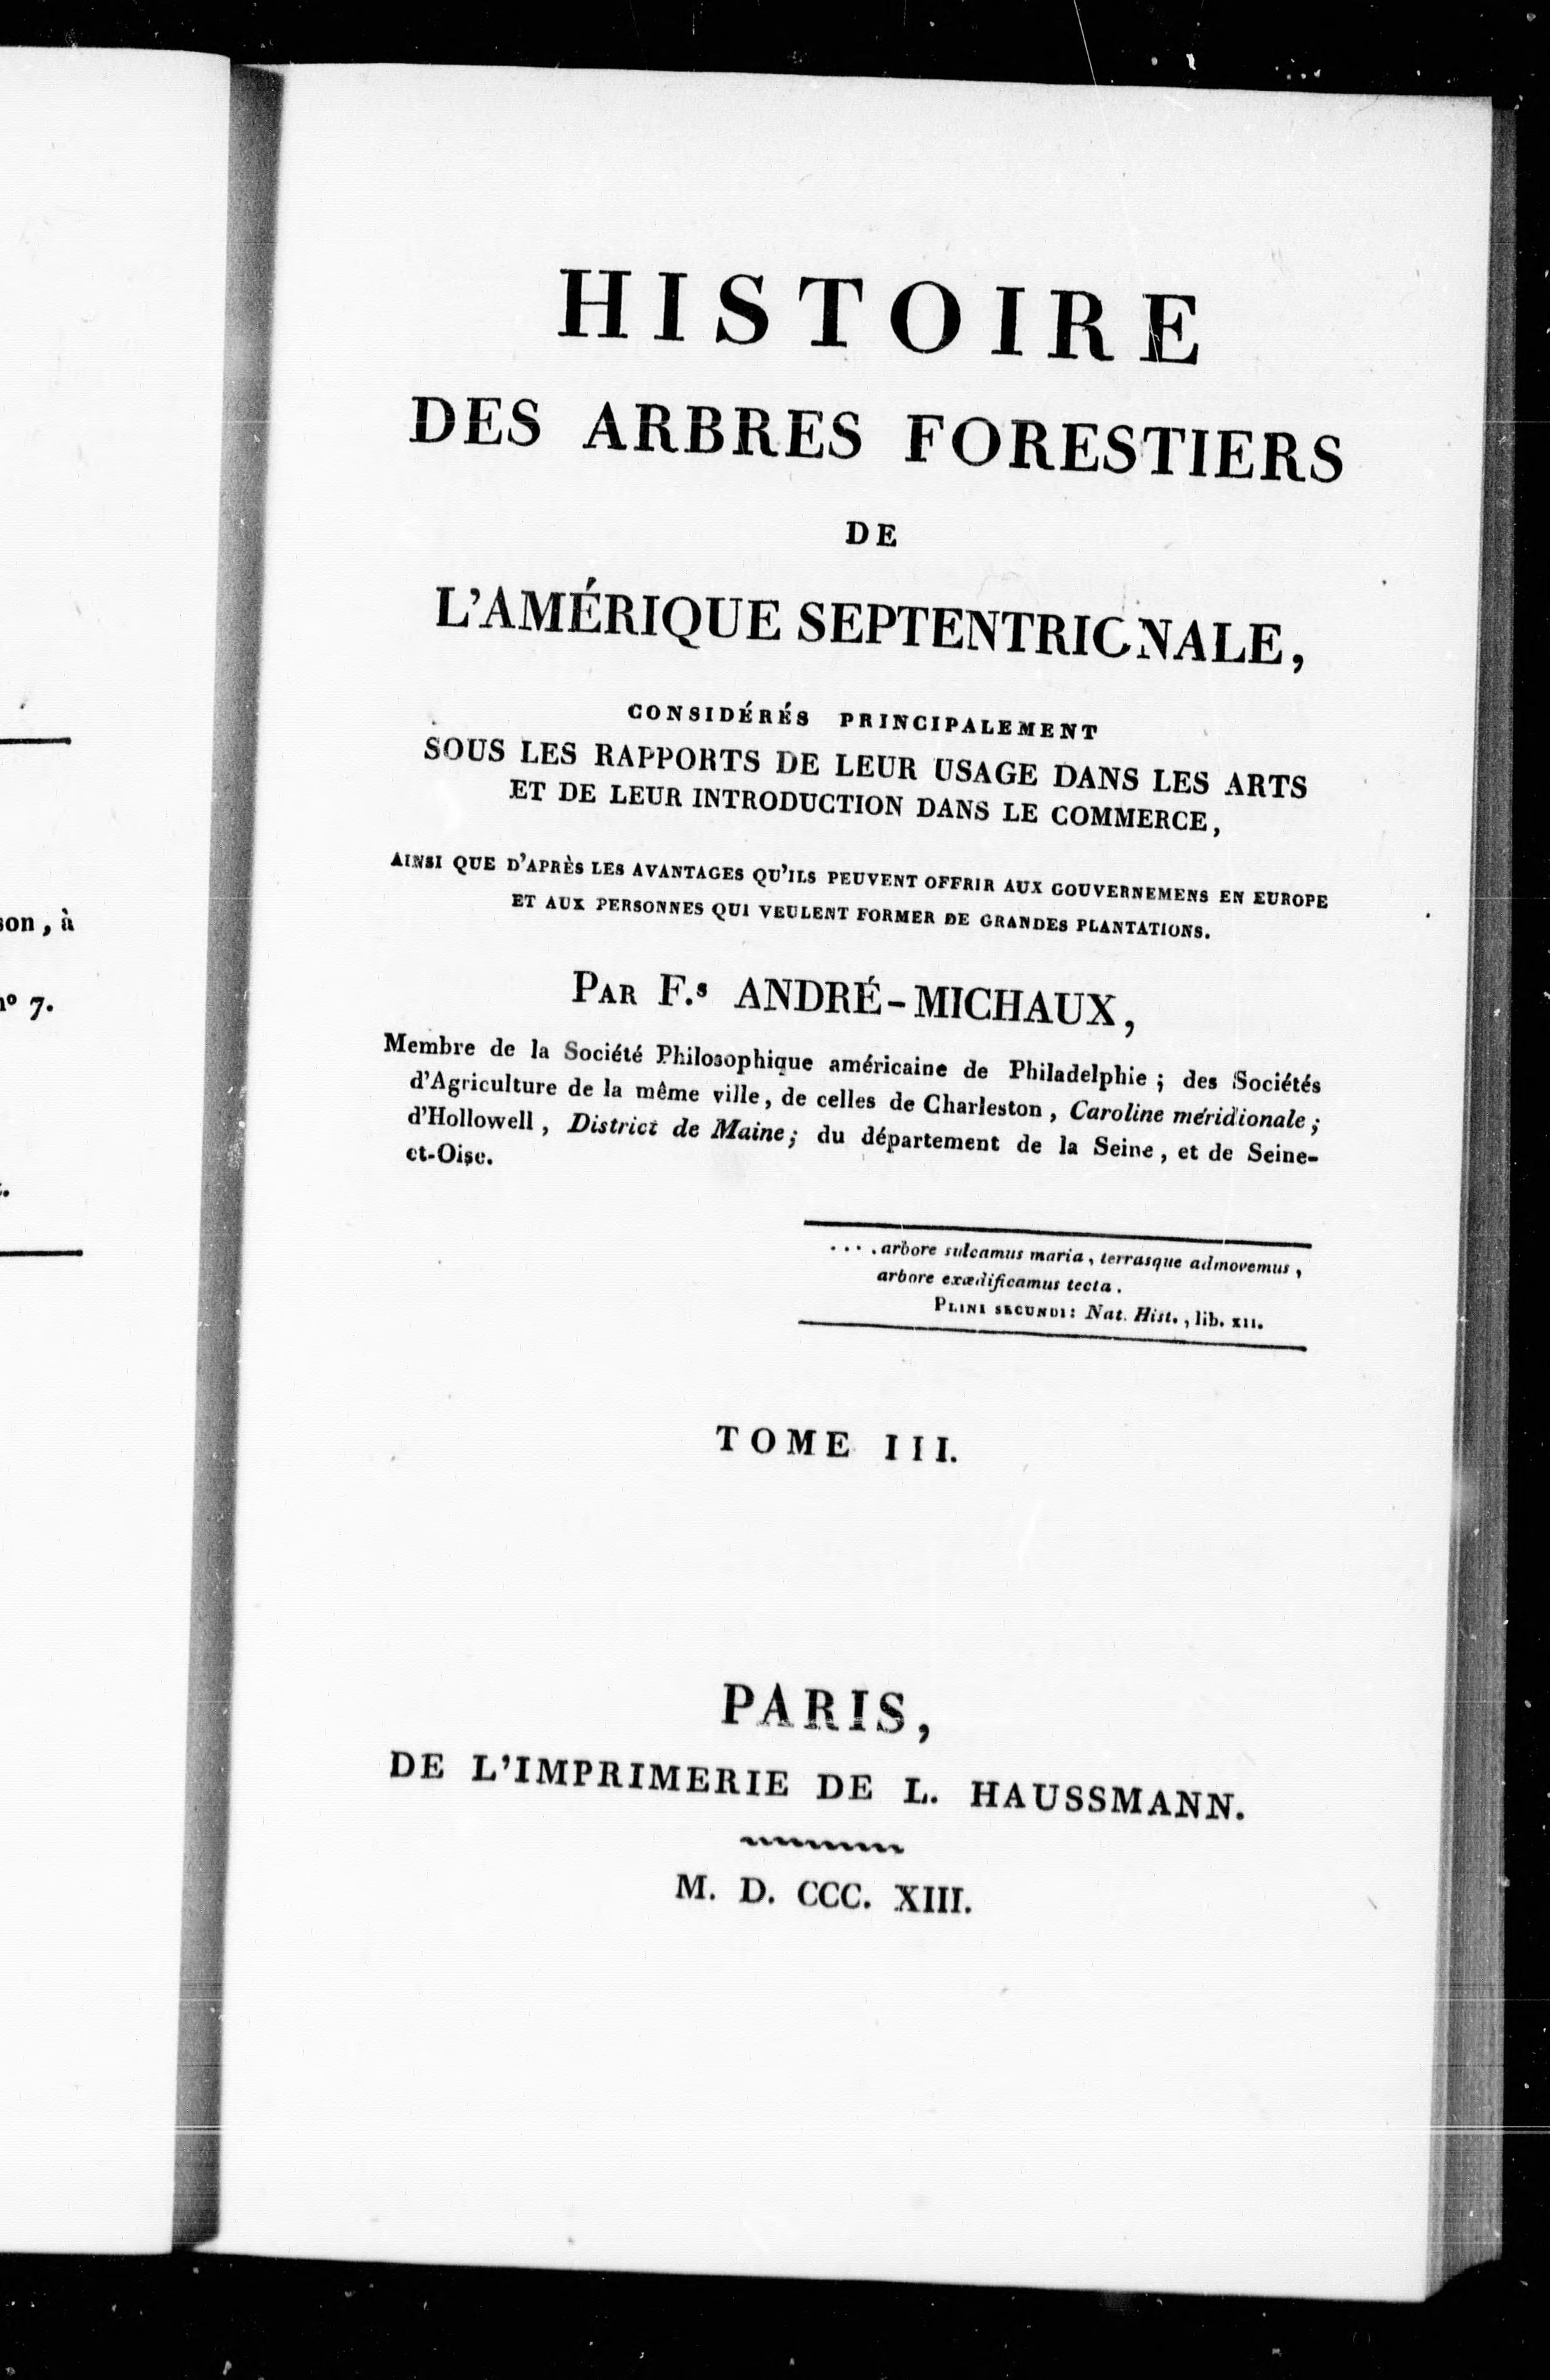 son, à
n° 7.
HISTOIRE
DES ARBRES FORESTIERS
DE
L'AMÉRIQUE SEPTENTRIONALE,
CONSIDÉRÉS PRINCIPALEMENT
SOUS LES RAPPORTS DE LEUR USAGE DANS LES ARTS
ET DE LEUR INTRODUCTION DANS LE COMMERCE,
AINSI QUE D'APRÈS LES AVANTAGES QU'ILS PEUVENT OFFRIR AUX GOUVERNEMENS EN EUROPE
ET AUX PERSONNES QUI VEULENT FORMER DE GRANDES PLANTATIONS.
PAR F.s ANDRÉ-MICHAUX,
Membre de la Société Philosophique américaine de Philadelphie ; des Sociétés
d'Agriculture de la même ville, de celles de Charleston, Caroline méridionale ;
d'Hollowell, District de Maine ; du département de la Seine, et de Seine-
et-Oise.
....arbore sulcamus maria, terrasque admovemus,
arbore exædificamus tecta.
PLINI SECUNDI : Nat. Hist., lib. XII.
TOME III.
PARIS,
DE L'IMPRIMERIE DE L. HAUSSMANN.
M. D. CCC. XIII.